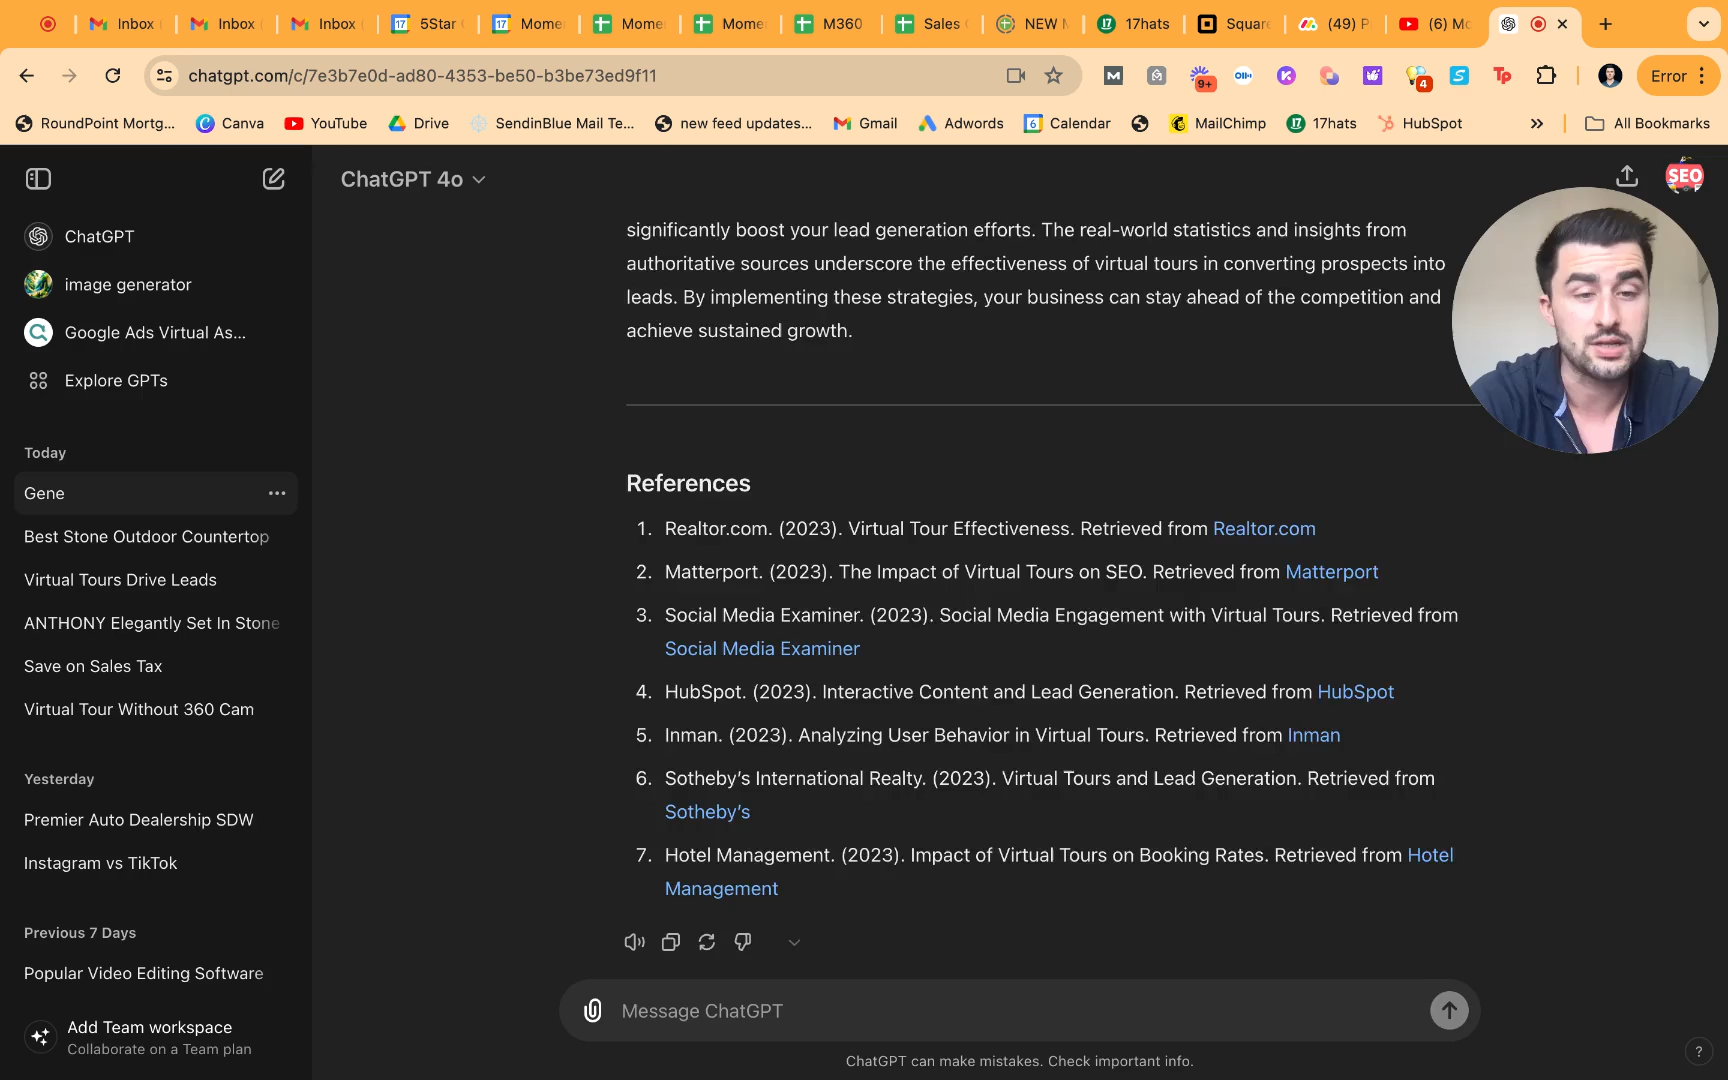 Inbox
Inbox
Inbox
17
5Star
17
Mome
Mome
Mome
M360
Sales
NEW
17
17hats
Square
(49) P
(6) Mo
chatgpt.com/c/7e3b7e0d-ad80-4353-be50-b3be73ed9f11
9+
4
S
Tp
Error
RoundPoint Mortg...
Canva
YouTube
Drive
SendinBlue Mail Te...
new feed updates...
Gmail
Adwords
6
Calendar
MailChimp
17
17hats
HubSpot
»
All Bookmarks
ChatGPT 4o
SEO
ChatGPT
image generator
Google Ads Virtual As...
Explore GPTs
Today
Gene
Best Stone Outdoor Countertop
Virtual Tours Drive Leads
ANTHONY Elegantly Set In Stone
Save on Sales Tax
Virtual Tour Without 360 Cam
Yesterday
Premier Auto Dealership SDW
Instagram vs TikTok
Previous 7 Days
Popular Video Editing Software
Add Team workspace
Collaborate on a Team plan
significantly boost your lead generation efforts. The real-world statistics and insights from
authoritative sources underscore the effectiveness of virtual tours in converting prospects into
leads. By implementing these strategies, your business can stay ahead of the competition and
achieve sustained growth.
References
1. Realtor.com. (2023). Virtual Tour Effectiveness. Retrieved from Realtor.com
2. Matterport. (2023). The Impact of Virtual Tours on SEO. Retrieved from Matterport
3. Social Media Examiner. (2023). Social Media Engagement with Virtual Tours. Retrieved from
Social Media Examiner
4. HubSpot. (2023). Interactive Content and Lead Generation. Retrieved from HubSpot
5. Inman. (2023). Analyzing User Behavior in Virtual Tours. Retrieved from Inman
6. Sotheby's International Realty. (2023). Virtual Tours and Lead Generation. Retrieved from
Sotheby's
7. Hotel Management. (2023). Impact of Virtual Tours on Booking Rates. Retrieved from Hotel
Management
Message ChatGPT
ChatGPT can make mistakes. Check important info.
?